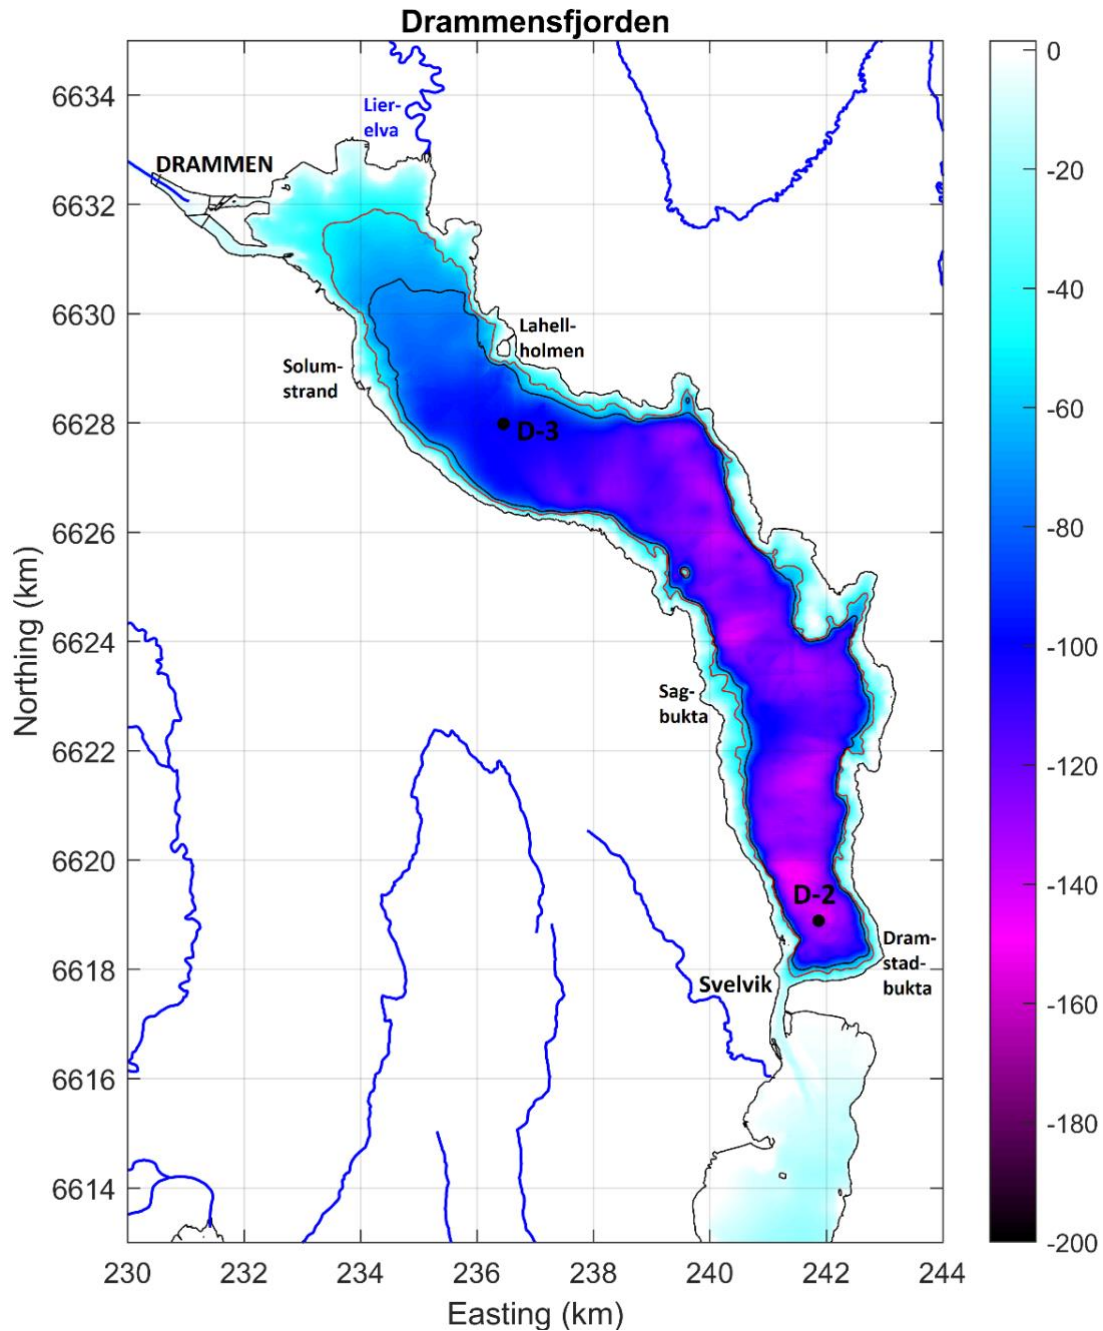 Drammensfjorden
Lier-
elva
DRAMMEN
Lahell-
holmen
Solum-
strand
D-3
Sag-
bukta
D-2
Dram-
stad-
bukta
Svelvik
Northing (km)
6634
6632
6630
6628
6626
6624
6622
6620
6618
6616
6614
230
232
234
236
238
240
242
244
Easting (km)
0
-20
-40
-60
-80
-100
-120
-140
-160
-180
-200